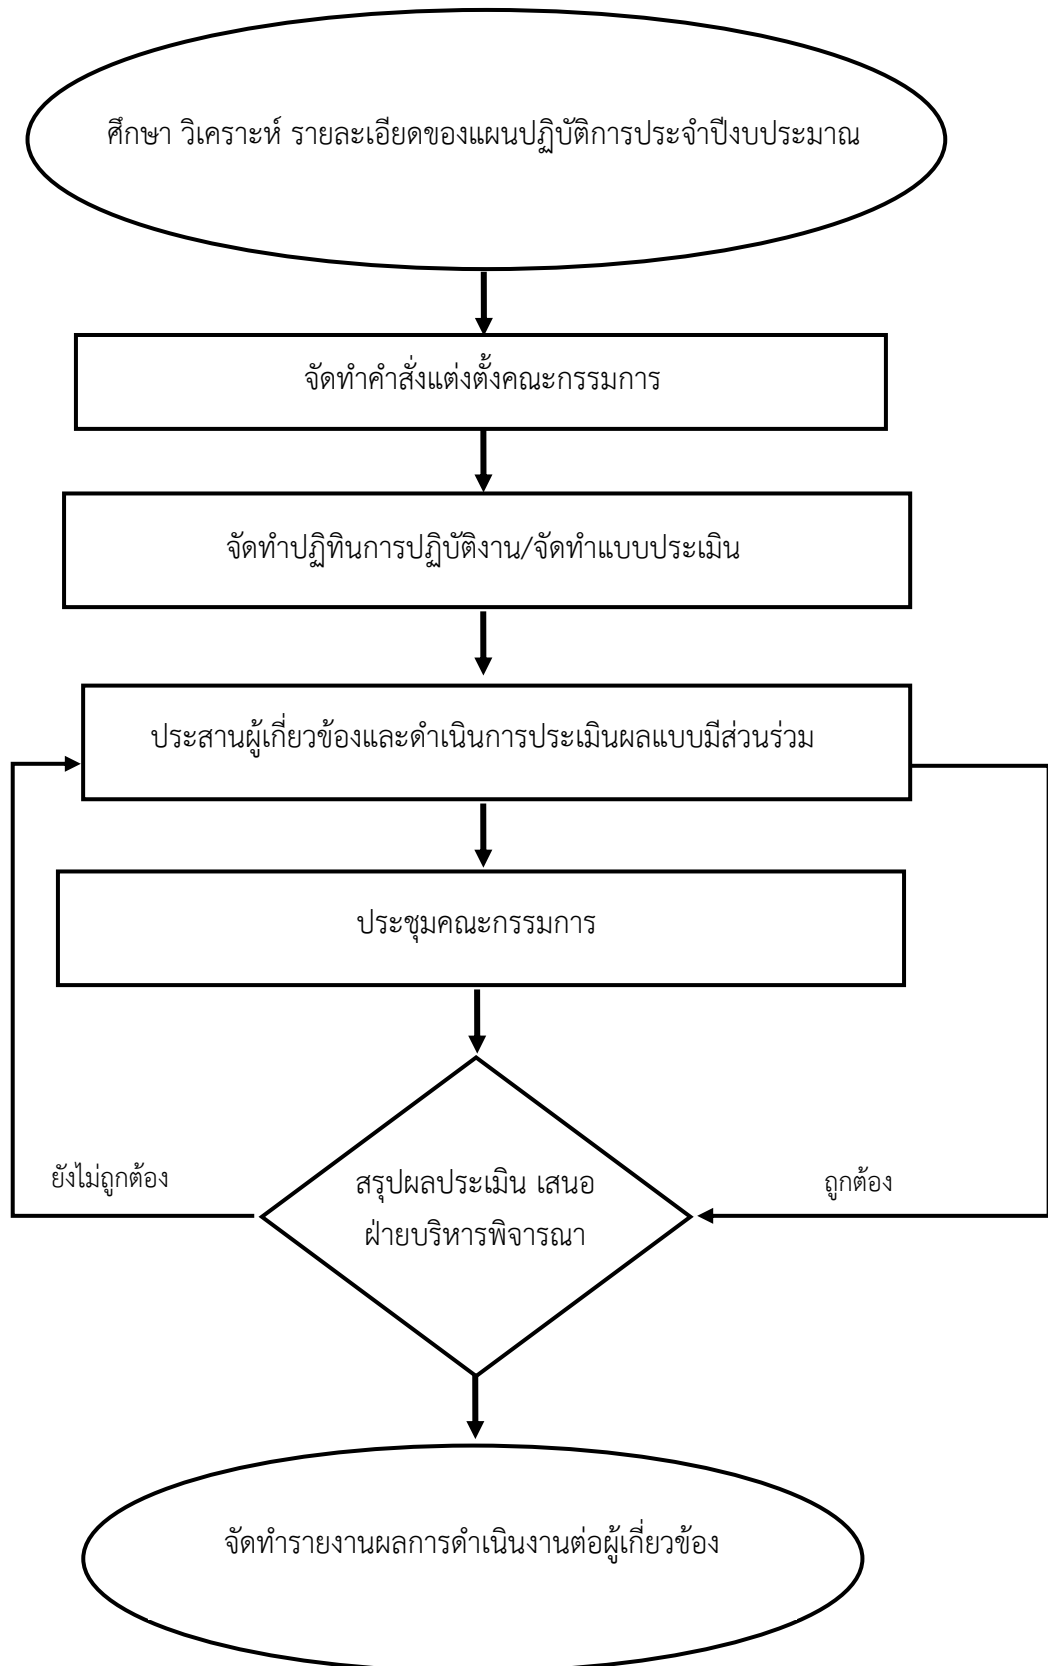 ศึกษา วิเคราะห์ รายละเอียดของแผนปฏิบัติการประจำปีงบประมาณ
จัดทำคำสั่งแต่งตั้งคณะกรรมการ
จัดทำปฏิทินการปฏิบัติงาน/จัดทำแบบประเมิน
ประสานผู้เกี่ยวข้องและดำเนินการประเมินผลแบบมีส่วนร่วม
ประชุมคณะกรรมการ
ยังไม่ถูกต้อง
สรุปผลประเมิน เสนอ
ฝ่ายบริหารพิจารณา
ถูกต้อง
จัดทำรายงานผลการดำเนินงานต่อผู้เกี่ยวข้อง